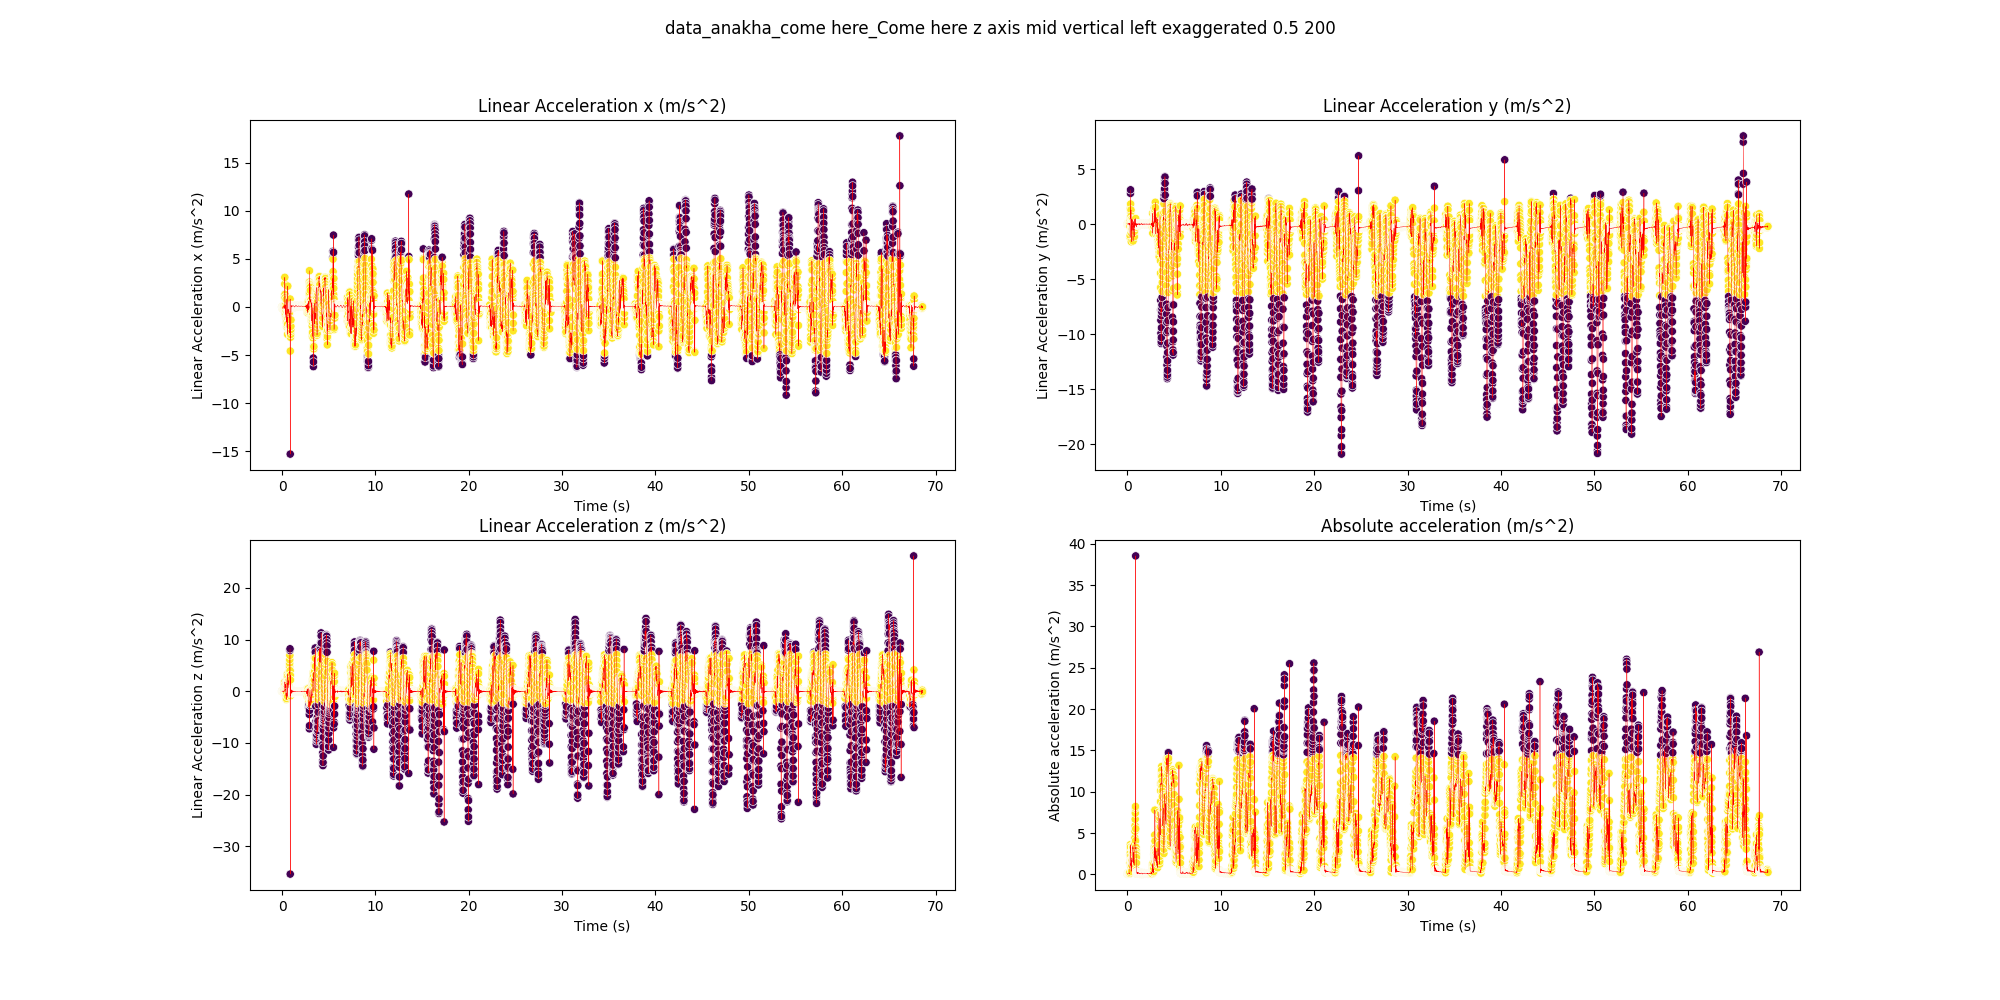 data_anakha_come here_Come here z axis mid vertical left exaggerated 0.5 200
Linear Acceleration x (m/s^2)
Linear Acceleration x (m/s^2)
15
10
5
0
−5
−10
−15
0 10 20 30 40 50 60 70
Time (s)
Linear Acceleration y (m/s^2)
Linear Acceleration y (m/s^2)
5
0
−5
−10
−15
−20
0 10 20 30 40 50 60 70
Time (s)
Linear Acceleration z (m/s^2)
Linear Acceleration z (m/s^2)
20
10
0
−10
−20
−30
0 10 20 30 40 50 60 70
Time (s)
Absolute acceleration (m/s^2)
Absolute acceleration (m/s^2)
40
35
30
25
20
15
10
5
0
0 10 20 30 40 50 60 70
Time (s)